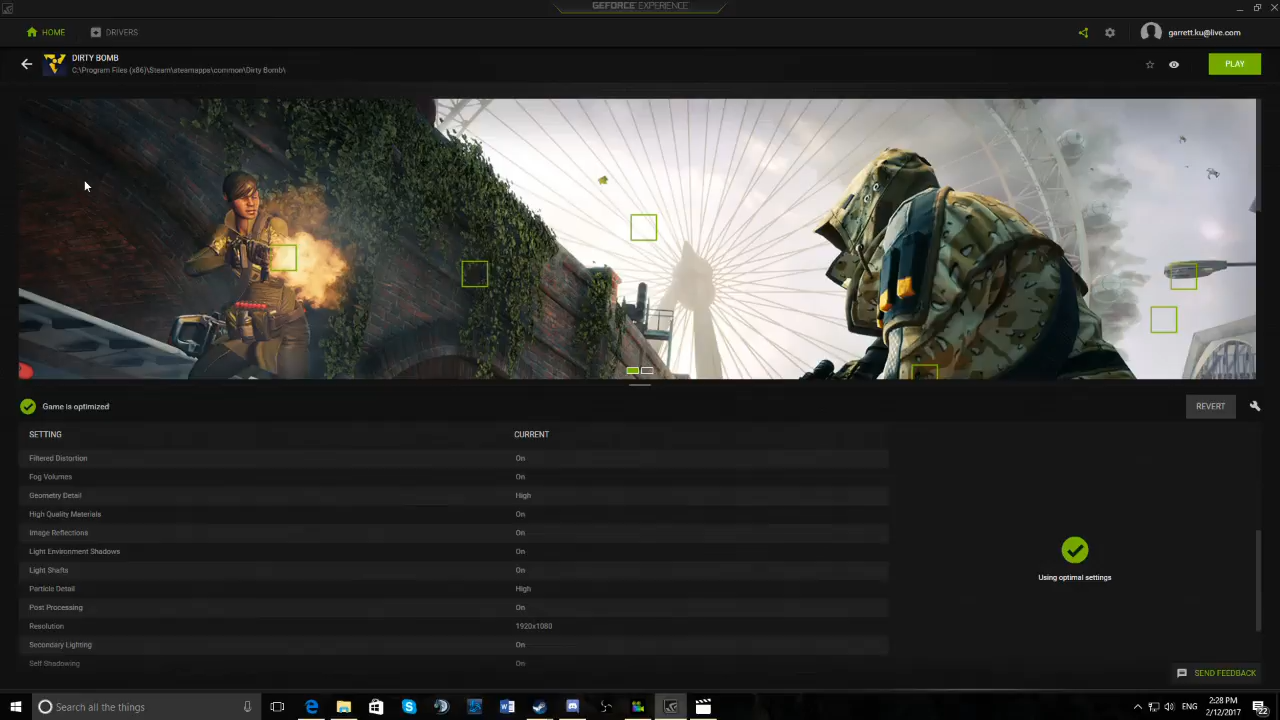 GEFORCE EXPERIENCE
HOME
DRIVERS
garrett.ku@live.com
DIRTY BOMB
C:\Program Files (x86)\Steam\steamapps\common\Dirty Bomb\
PLAY
Game is optimized
REVERT
SETTING CURRENT
Filtered Distortion On
Fog Volumes On
Geometry Detail High
High Quality Materials On
Image Reflections On
Light Environment Shadows On
Light Shafts On
Particle Detail High
Post Processing On
Resolution 1920x1080
Secondary Lighting On
Self Shadowing On
Using optimal settings
SEND FEEDBACK
Search all the things
2:28 PM
2/12/2017
22